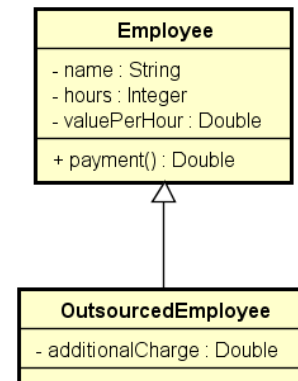 Employee
- name : String
- hours : Integer
- valuePerHour : Double
+ payment() : Double
OutsourcedEmployee
- additionalCharge : Double